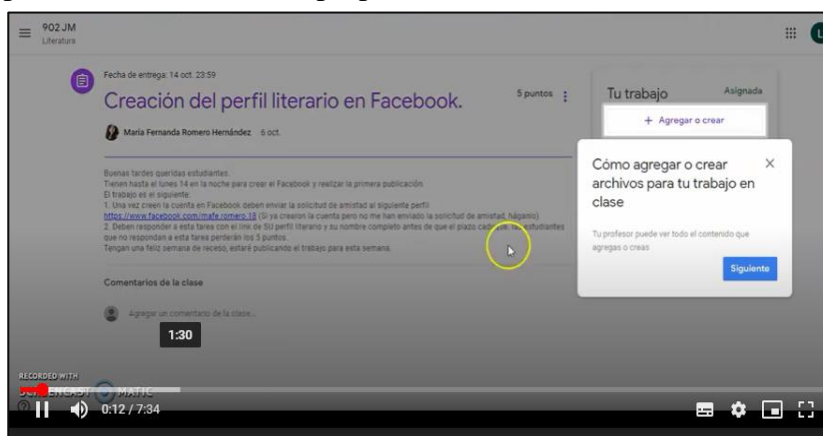 902 JM
Literatura
L
Fecha de entrega: 14 oct. 23:59
Creación del perfil literario en Facebook.
5 puntos
María Fernanda Romero Hernández 6 oct.
Buenas tardes queridas estudiantes.
Tienen hasta el lunes 14 en la noche para crear el Facebook y realizar la primera publicación.
El trabajo es el siguiente:
1. Una vez creen la cuenta en Facebook deben enviar la solicitud de amistad al siguiente perfil
https://www.facebook.com/mafe.romero.18 (Si ya crearon la cuenta pero no me han enviado la solicitud de amistad, háganlo)
2. Deben responder a esta tarea con el link de SU perfil literario y su nombre completo antes de que el plazo estudiantes
que no respondan a esta tarea perderán los 5 puntos.
Tengan una feliz semana de receso, estaré publicando el trabajo para esta semana.
Comentarios de la clase
Agregar un comentario de la clase...
Tu trabajo
Asignada
+ Agregar o crear
Cómo agregar o crear
archivos para tu trabajo en
clase
Tu profesor puede ver todo el contenido que
agregas o creas
Siguiente
1:30
RECORDED WITH
SCREENCAST MATIC
0:12 / 7:34